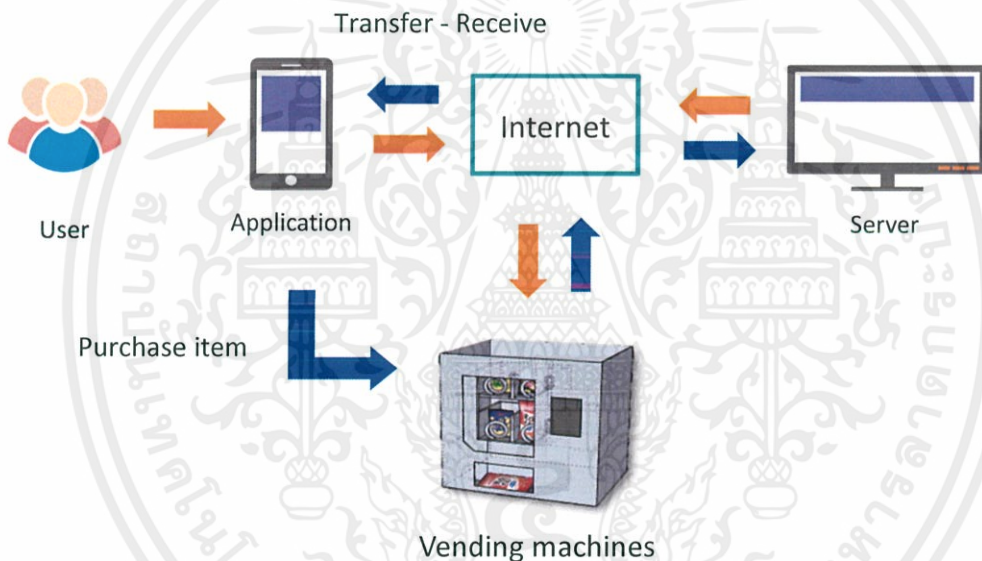 Transfer - Receive
Internet
User
Application
Server
Purchase item
Vending machines